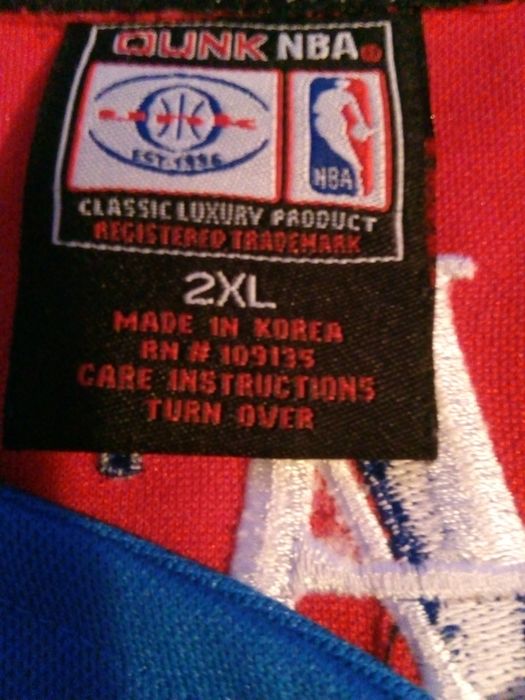 UNK NBA
EST. 1996
NBA
CLASSIC LUXURY PRODUCT
REGISTERED TRADEMARK
2XL
MADE IN KOREA
RN # 109135
CARE INSTRUCTIONS
TURN OVER